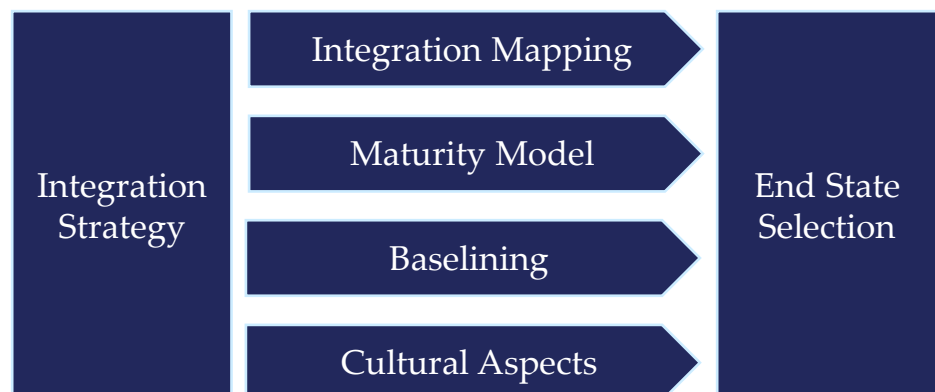 Integration
Strategy
Integration Mapping
Maturity Model
Baselining
Cultural Aspects
End State
Selection